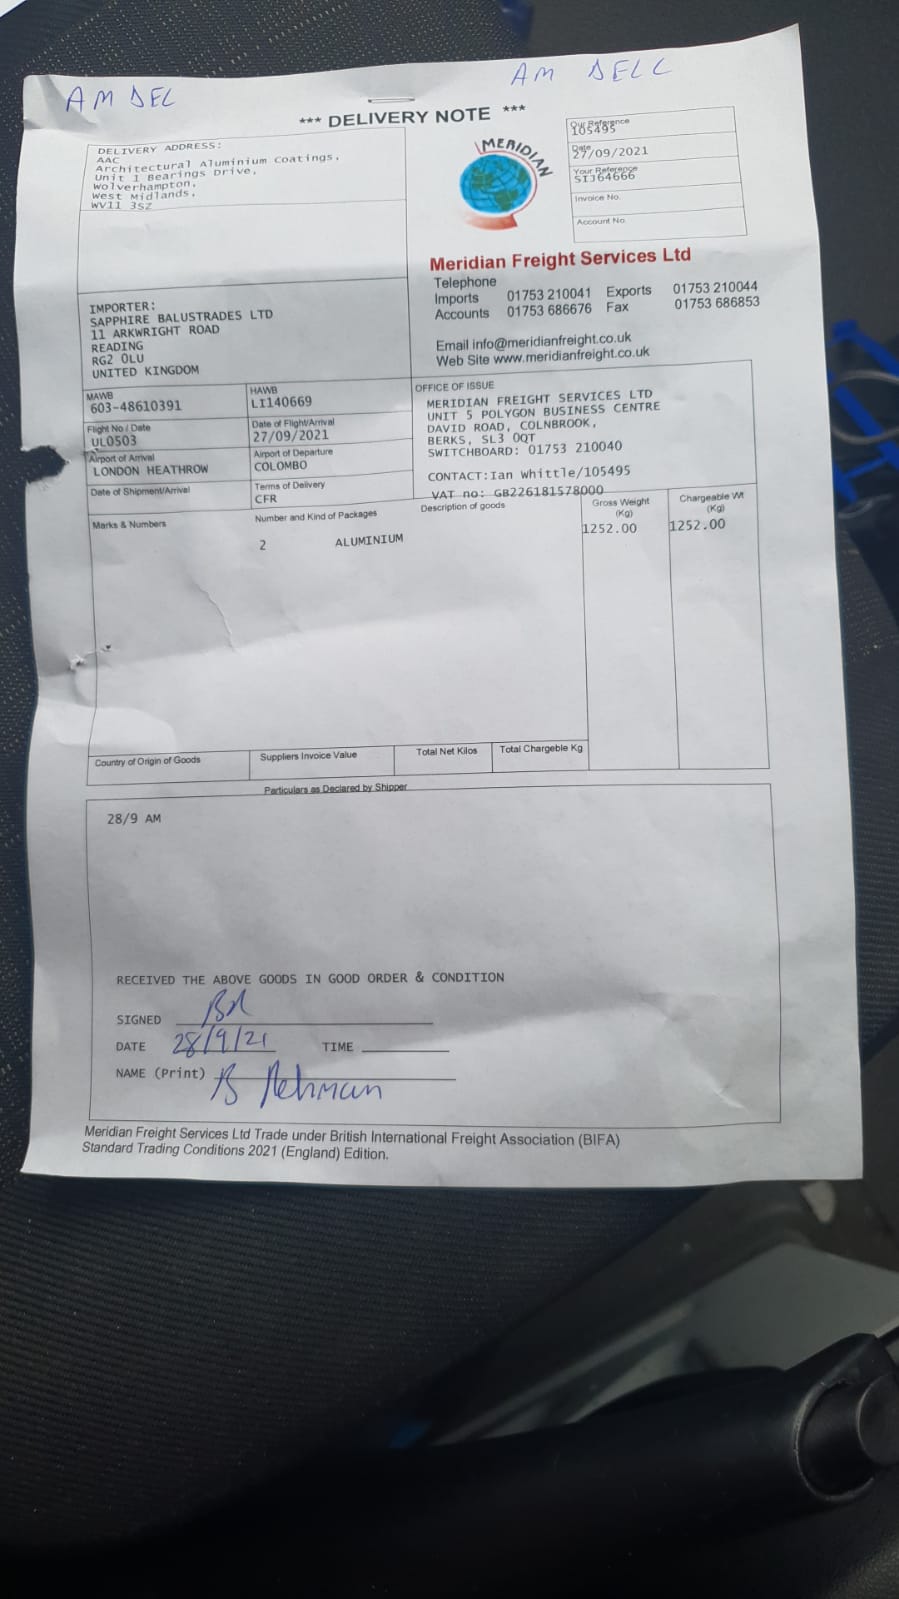 AM DEL
AM DELL
*** DELIVERY NOTE ***
DELIVERY ADDRESS:
AAC
Architectural Aluminium Coatings,
Unit 1 Bearings Drive,
Wolverhampton,
West Midlands,
WV11 3SZ
MERIDIAN
Our Reference
105495
Date
27/09/2021
Your Reference
SIJ64666
Invoice No.
Account No.
Meridian Freight Services Ltd
Telephone
Imports 01753 210041 Exports 01753 210044
Accounts 01753 686676 Fax 01753 686853
Email info@meridianfreight.co.uk
Web Site www.meridianfreight.co.uk
IMPORTER:
SAPPHIRE BALUSTRADES LTD
11 ARKWRIGHT ROAD
READING
RG2 0LU
UNITED KINGDOM
MAWB
603-48610391
HAWB
LI140669
Flight No / Date
UL0503
Date of Flight/Arrival
27/09/2021
Airport of Arrival
LONDON HEATHROW
Airport of Departure
COLOMBO
Date of Shipment/Arrival
Terms of Delivery
CFR
OFFICE OF ISSUE
MERIDIAN FREIGHT SERVICES LTD
UNIT 5 POLYGON BUSINESS CENTRE
DAVID ROAD, COLNBROOK,
BERKS, SL3 0QT
SWITCHBOARD: 01753 210040
CONTACT:Ian Whittle/105495
VAT no: GB226181578000
Marks & Numbers Number and Kind of Packages Description of goods Gross Weight (Kg) Chargeable Wt (Kg)
2 ALUMINIUM 1252.00 1252.00
Country of Origin of Goods Suppliers Invoice Value Total Net Kilos Total Chargeble Kg
Particulars as Declared by Shipper
28/9 AM
RECEIVED THE ABOVE GOODS IN GOOD ORDER & CONDITION
SIGNED
DATE 28/9/21 TIME
NAME (Print) B Rehman
Meridian Freight Services Ltd Trade under British International Freight Association (BIFA)
Standard Trading Conditions 2021 (England) Edition.